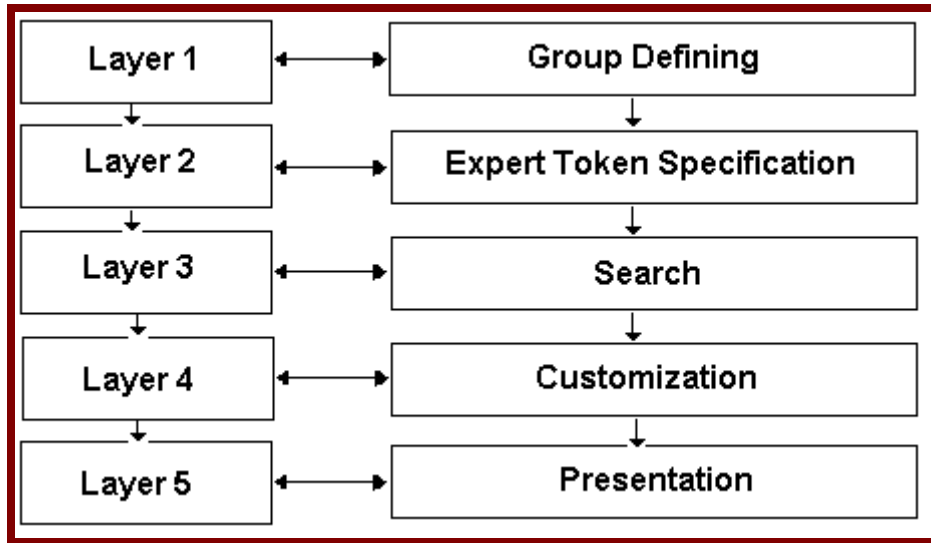 Layer 1
Group Defining
Layer 2
Expert Token Specification
Layer 3
Search
Layer 4
Customization
Layer 5
Presentation